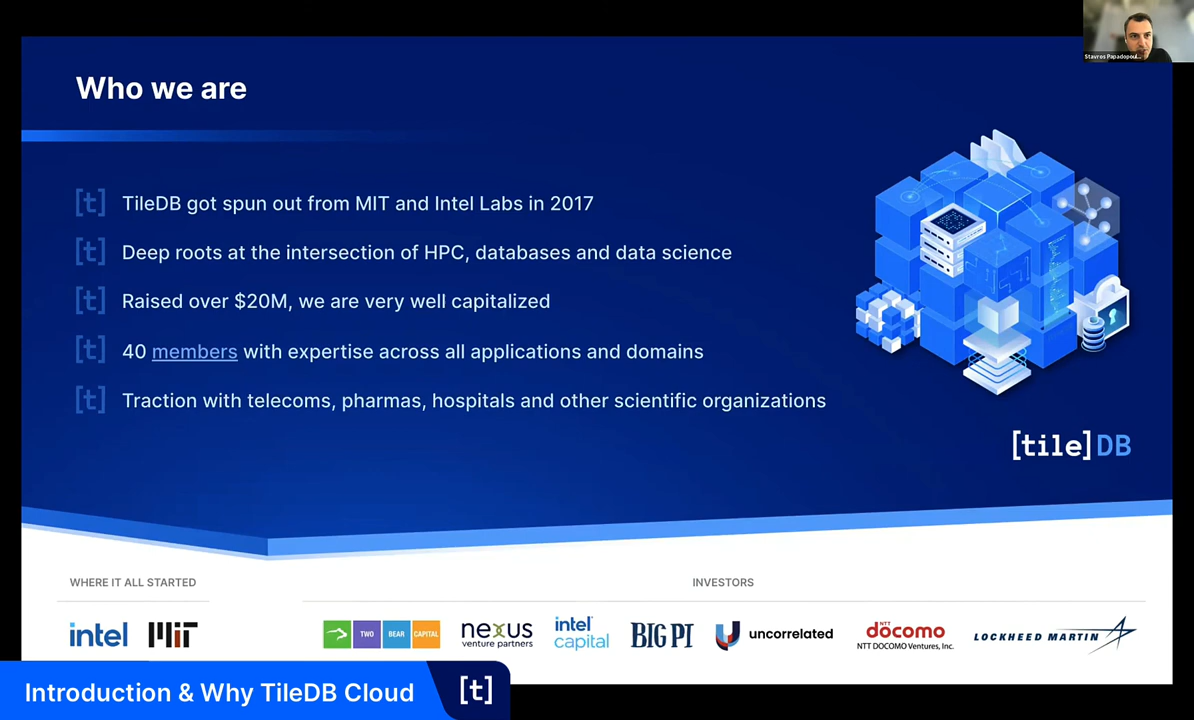 Stavros Papadopoul...
Who we are
[t] TileDB got spun out from MIT and Intel Labs in 2017
[t] Deep roots at the intersection of HPC, databases and data science
[t] Raised over $20M, we are very well capitalized
[t] 40 members with expertise across all applications and domains
[t] Traction with telecoms, pharmas, hospitals and other scientific organizations
[tile]DB
WHERE IT ALL STARTED
INVESTORS
intel
MIT
TWO BEAR CAPITAL
nexus
venture partners
intel
capital
BIG PI
uncorrelated
NTT
docomo
NTT DOCOMO Ventures, Inc.
LOCKHEED MARTIN
Introduction & Why TileDB Cloud
[t]